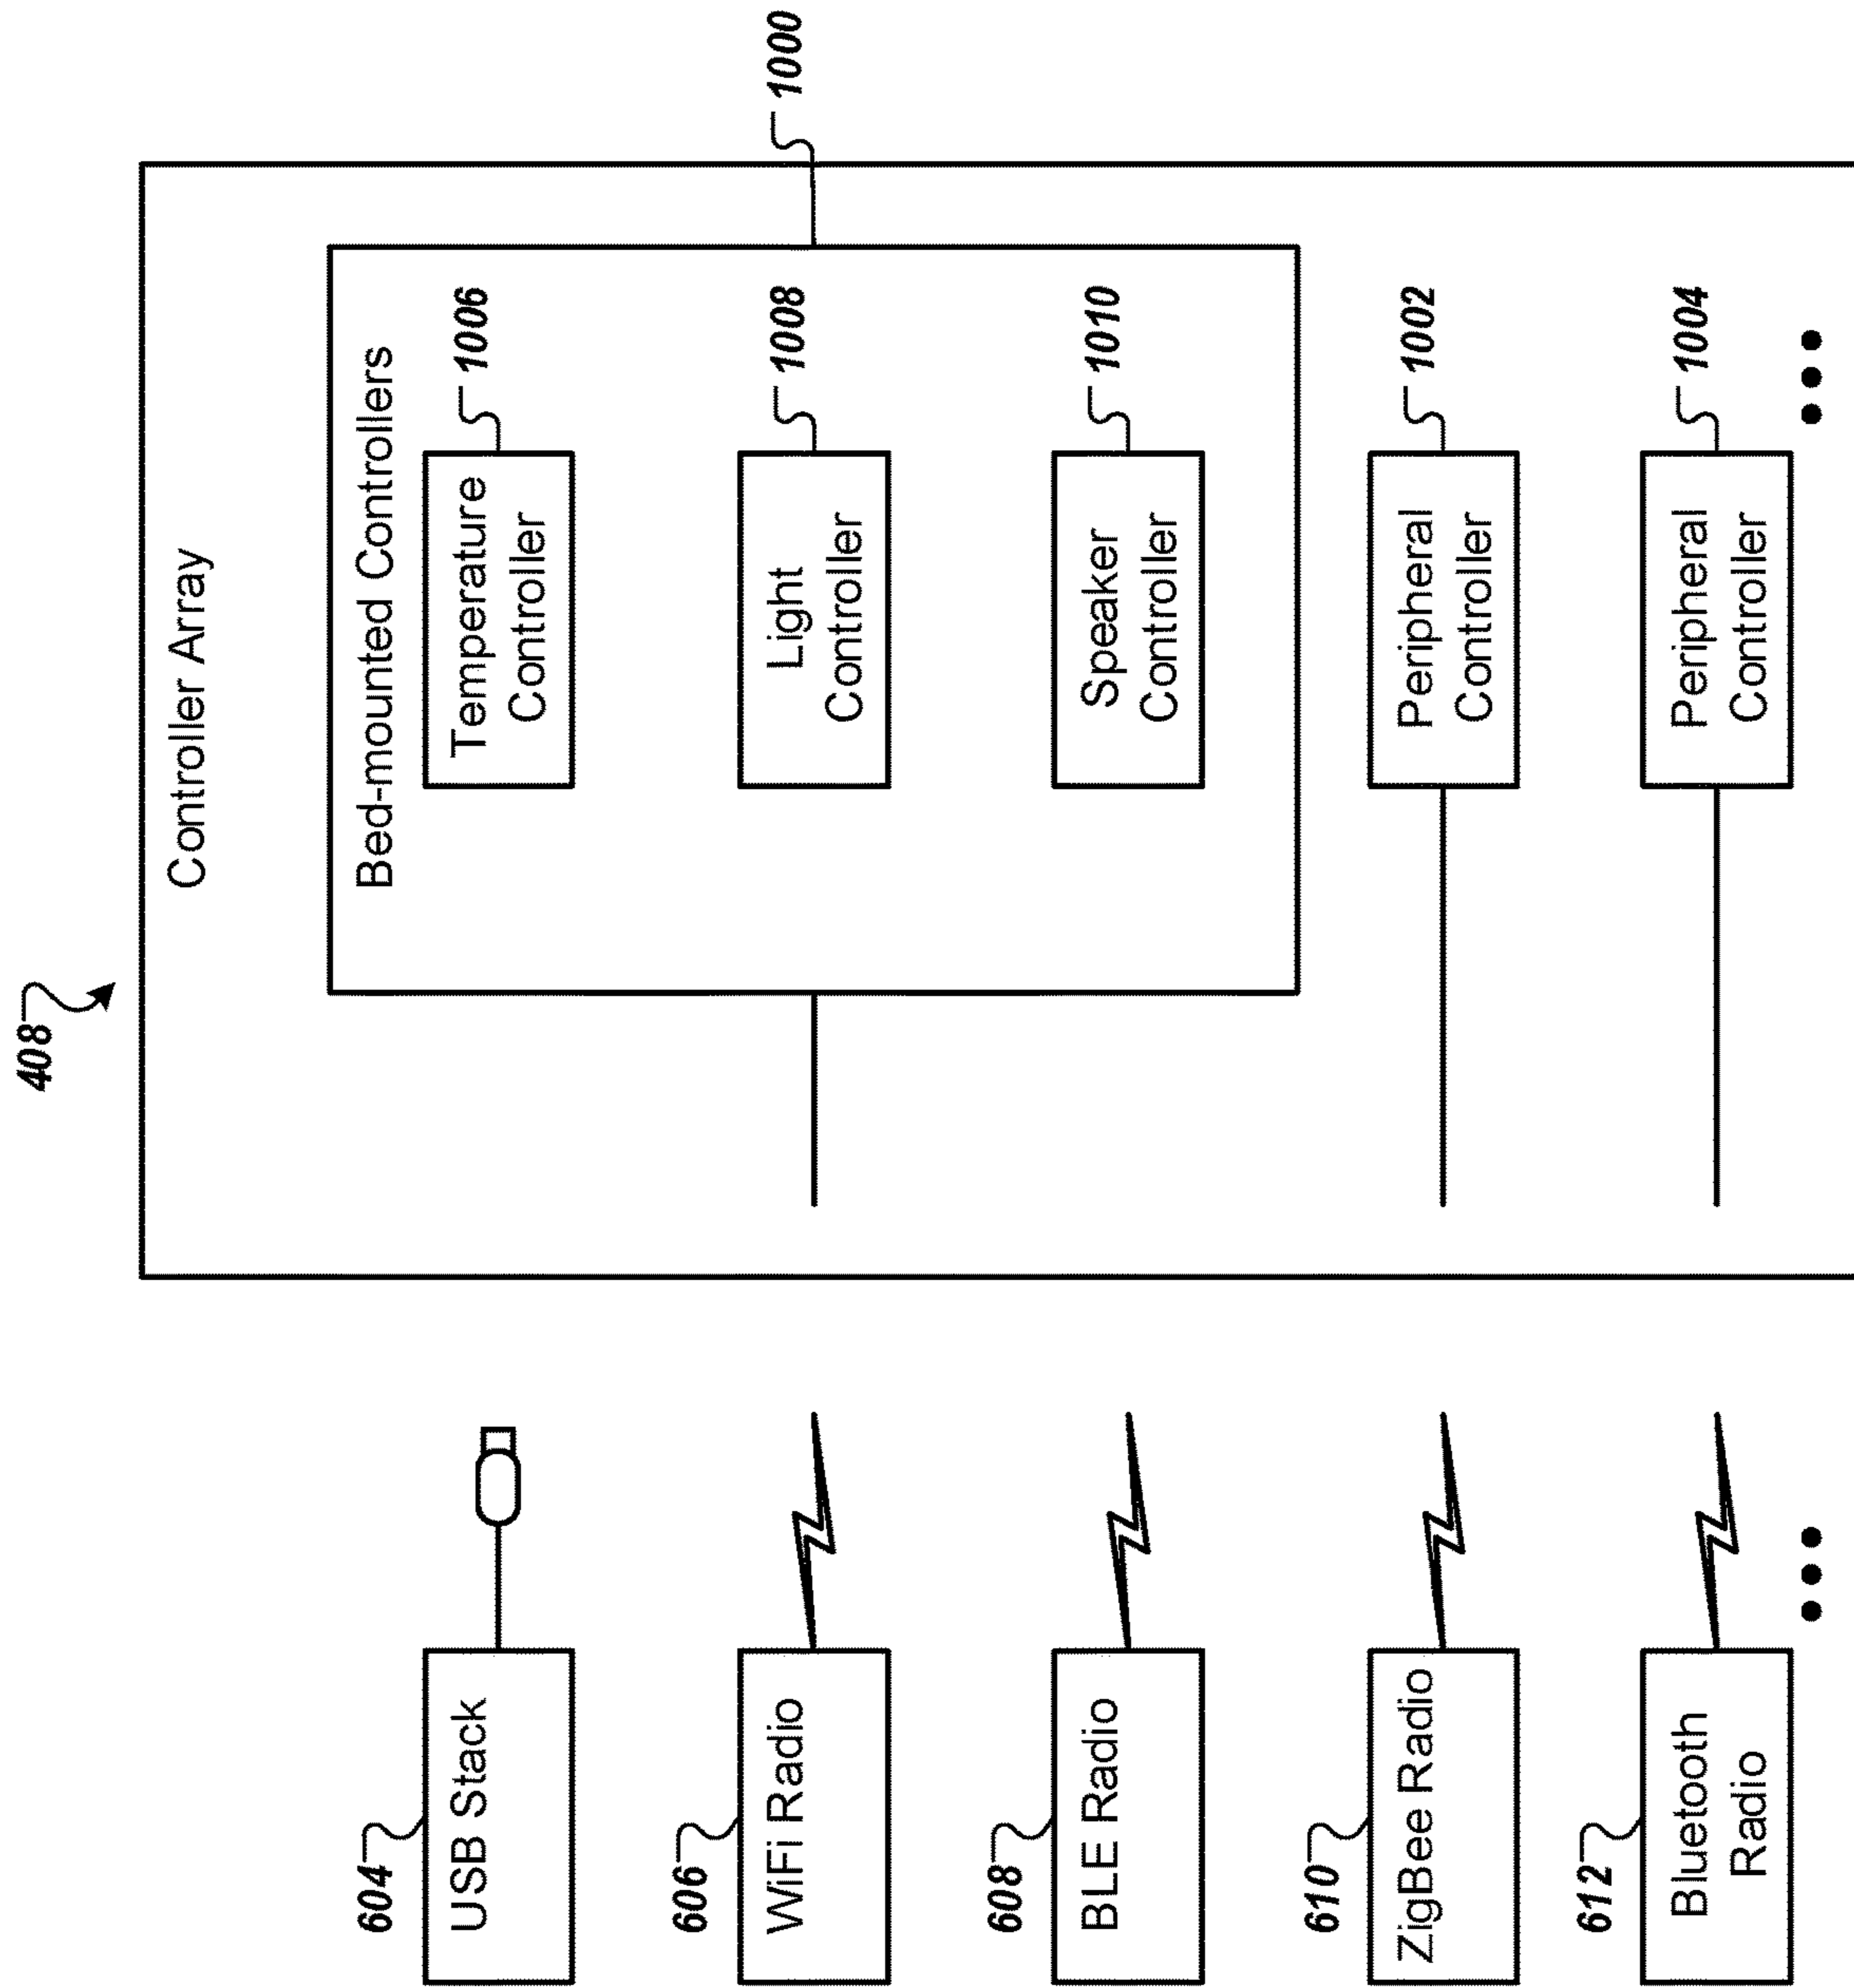 408
Controller Array
1000
Bed-mounted Controllers
604
USB Stack
Temperature
Controller
1006
606
WiFi Radio
Light
Controller
1008
608
BLE Radio
Speaker
Controller
1010
610
ZigBee Radio
Peripheral
Controller
1002
612
Bluetooth
Radio
Peripheral
Controller
1004